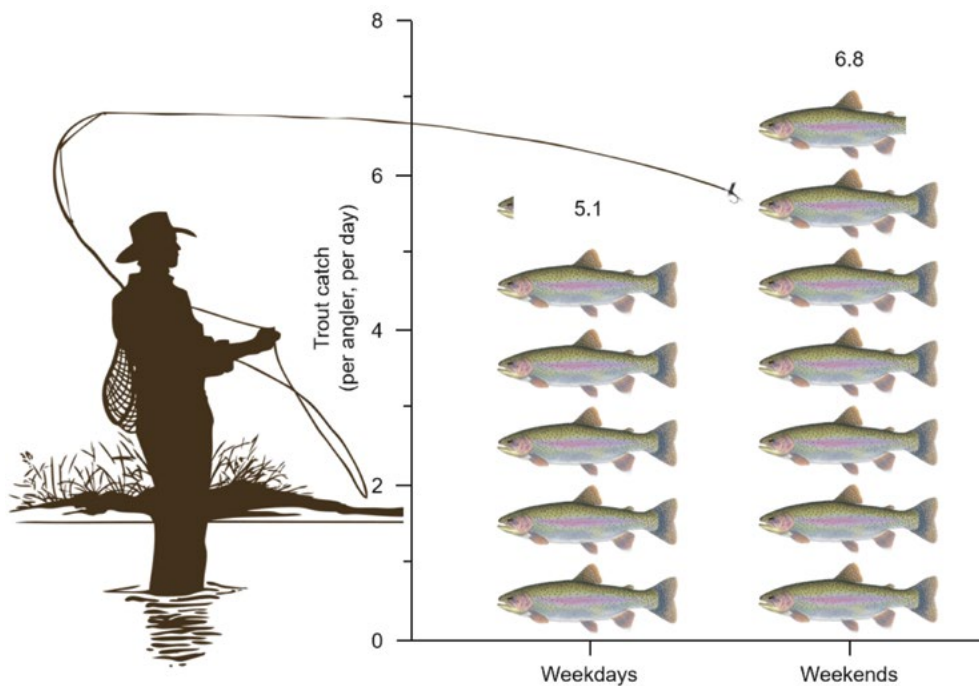 8
6.8
6
5.1
Trout catch
(per angler, per day)
4
2
0
Weekdays
Weekends